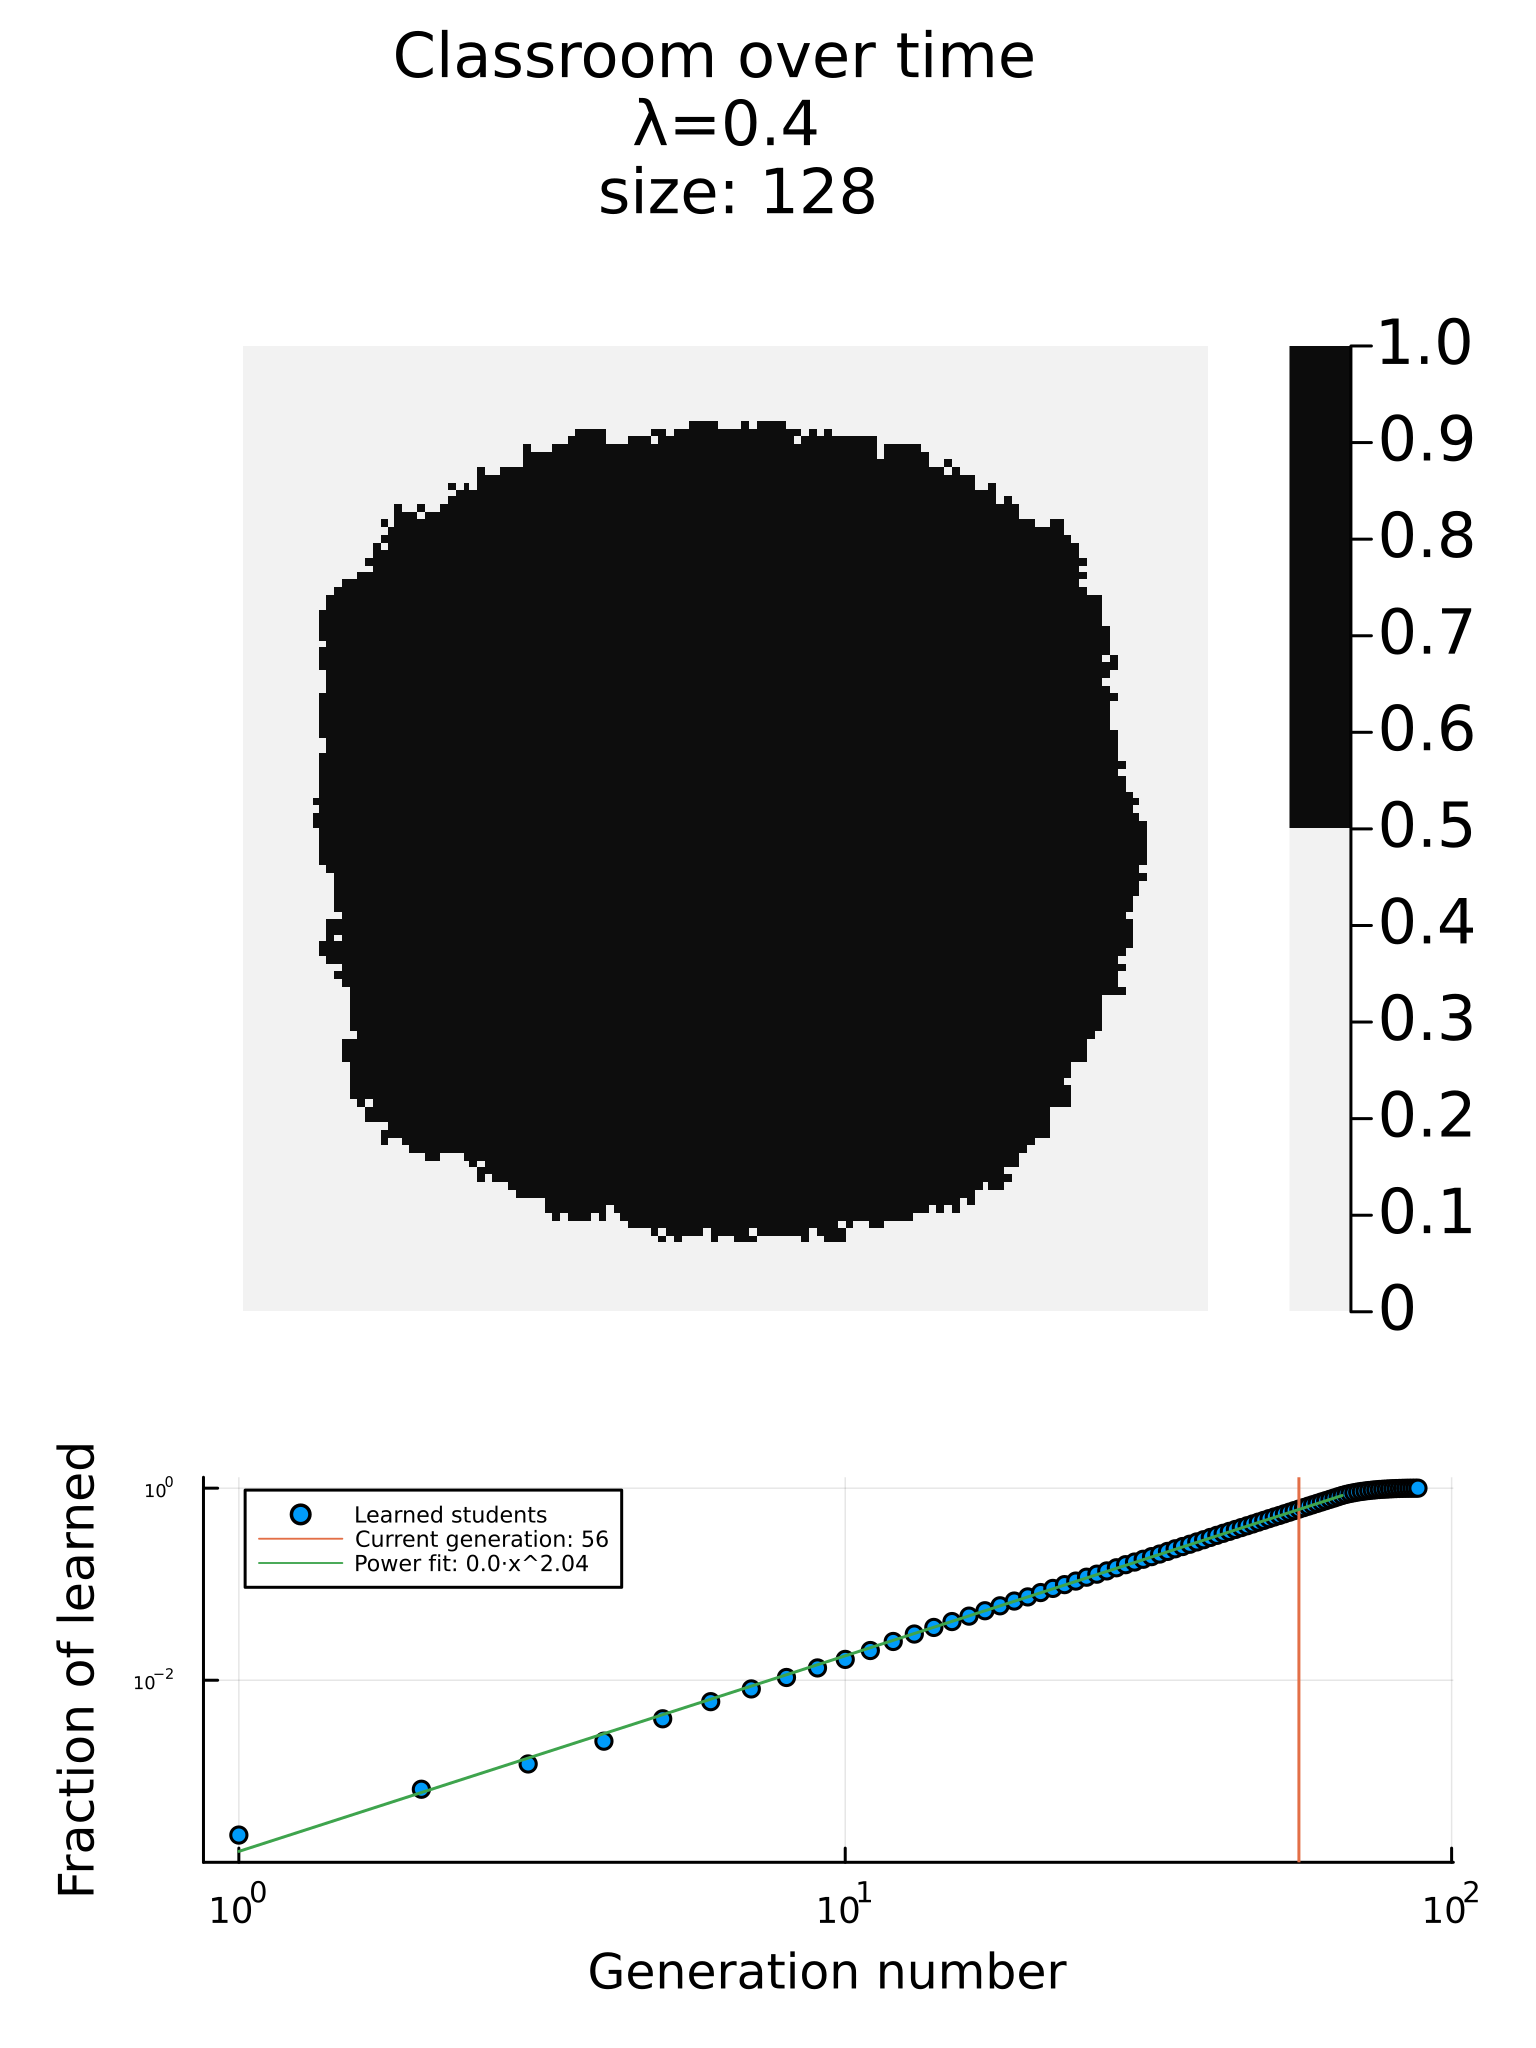 Classroom over time
λ=0.4
size: 128
1.0
0.9
0.8
0.7
0.6
0.5
0.4
0.3
0.2
0.1
0
Fraction of learned
10⁰
10⁻²
Learned students
Current generation: 56
Power fit: 0.0·x^2.04
10⁰
10¹
10²
Generation number